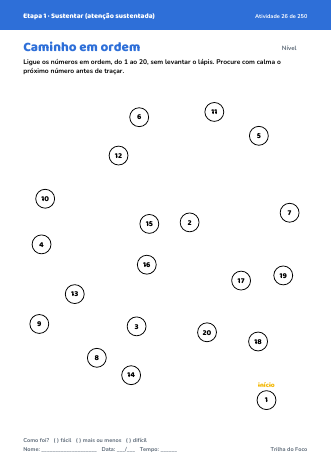 Etapa 1 · Sustentar (atenção sustentada)
Atividade 26 de 250
Caminho em ordem
Nível
Ligue os números em ordem, do 1 ao 20, sem levantar o lápis. Procure com calma o
próximo número antes de traçar.
6
11
5
12
10
7
15
2
4
16
19
17
13
9
3
20
18
8
14
início
1
Como foi? ( ) fácil ( ) mais ou menos ( ) difícil
Nome: ____________________ Data: ___/___ Tempo: ______
Trilha do Foco